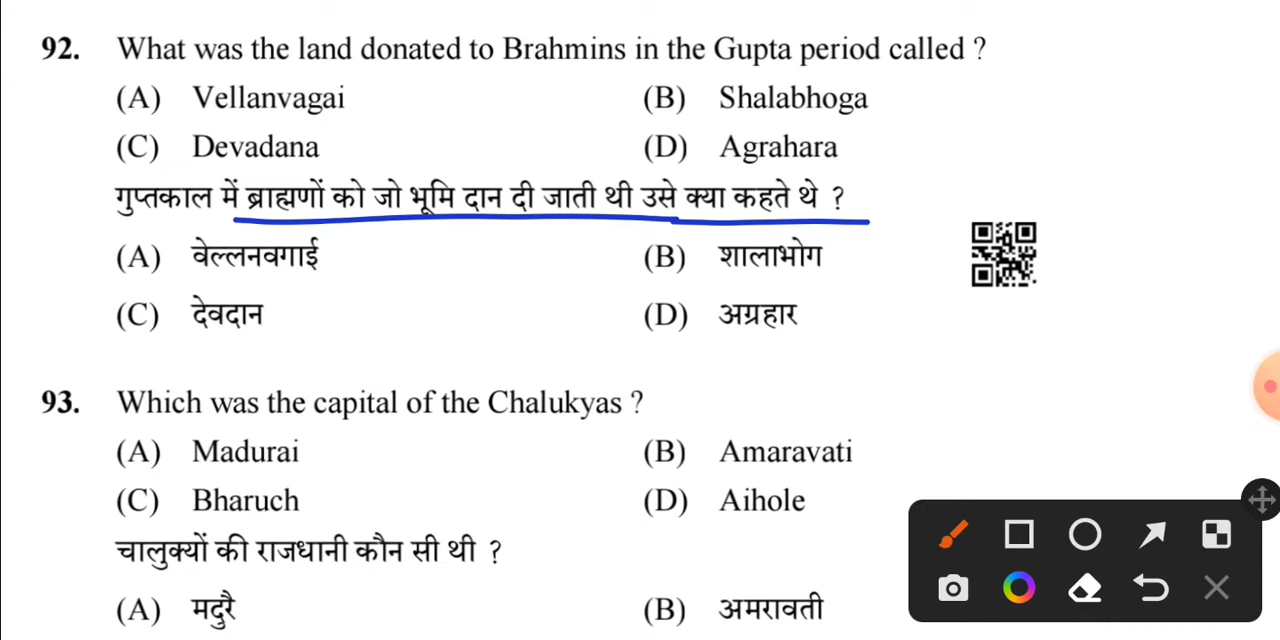 92. What was the land donated to Brahmins in the Gupta period called ?
(A) Vellanvagai (B) Shalabhoga
(C) Devadana (D) Agrahara
गुप्तकाल में ब्राह्मणों को जो भूमि दान दी जाती थी उसे क्या कहते थे ?
(A) वेल्लनवगाई (B) शालाभोग
(C) देवदान (D) अग्रहार
93. Which was the capital of the Chalukyas ?
(A) Madurai (B) Amaravati
(C) Bharuch (D) Aihole
चालुक्यों की राजधानी कौन सी थी ?
(A) मदुरै (B) अमरावती